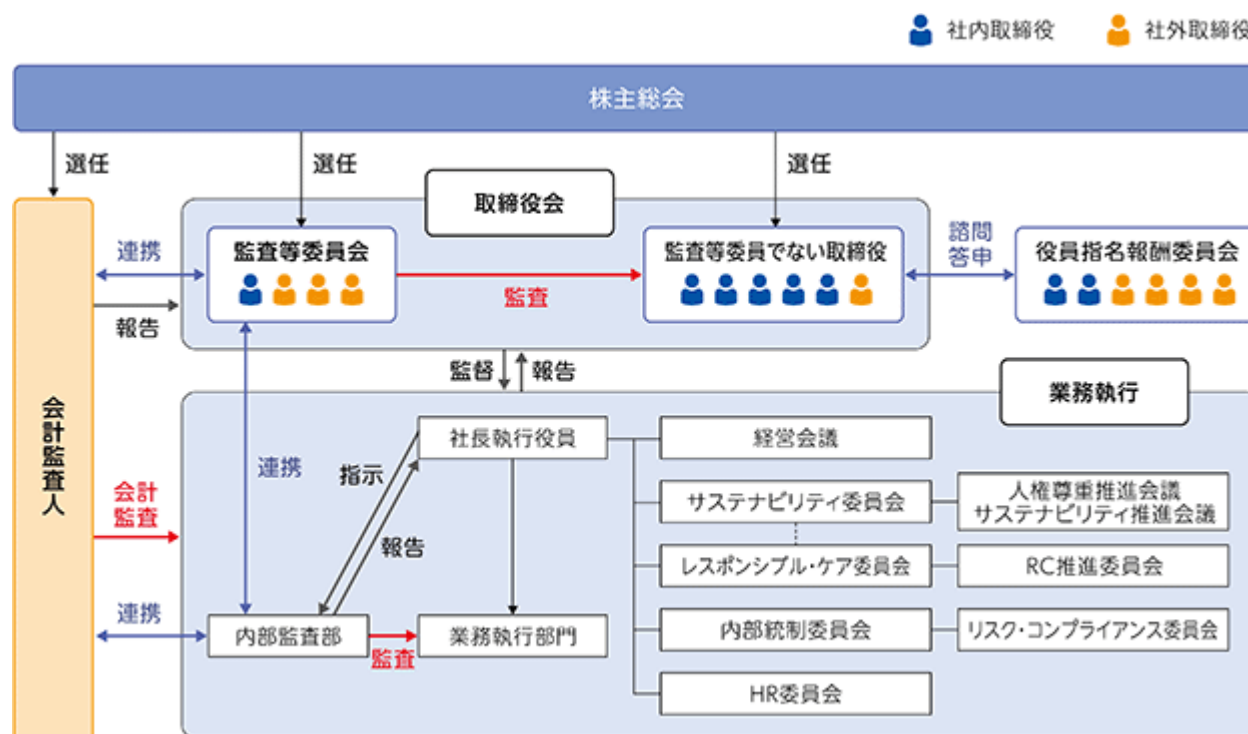 社内取締役
社外取締役
株主総会
選任
選任
選任
取締役会
連携
監査等委員会
監査
監査等委員でない取締役
諮問
答申
役員指名報酬委員会
報告
監督
報告
業務執行
会計監査人
社長執行役員
経営会議
指示
連携
サステナビリティ委員会
人権尊重推進会議
サステナビリティ推進会議
会計
監査
報告
レスポンシブル・ケア委員会
RC推進委員会
連携
内部監査部
監査
業務執行部門
内部統制委員会
リスク・コンプライアンス委員会
HR委員会